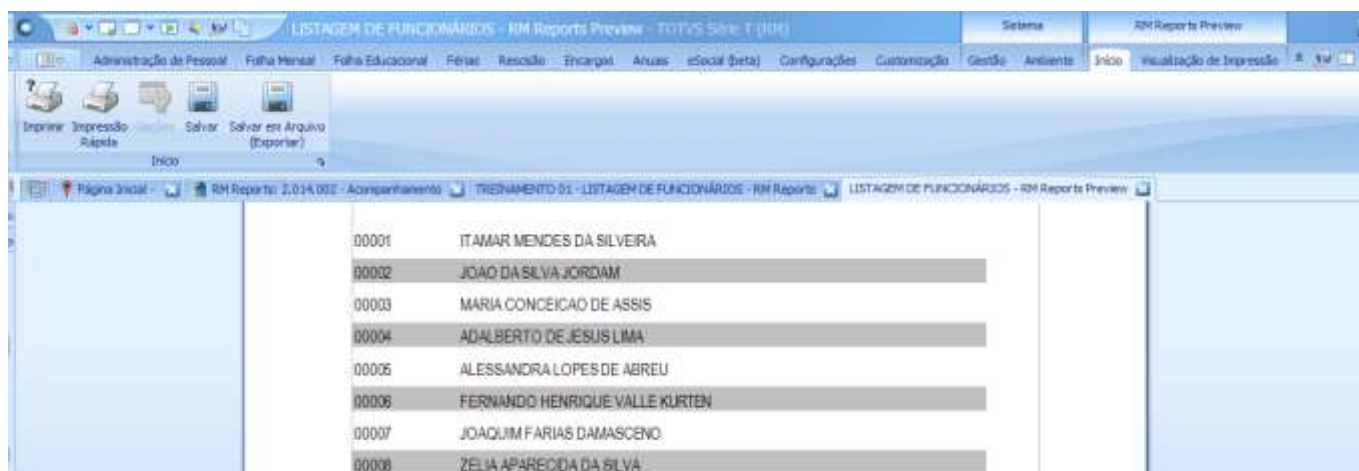 LISTAGEM DE FUNCIONÁRIOS - RM Reports Preview - TOTVS Série T (RM)
Sistema
RM Reports Preview
Administração de Pessoal Folha Mensal Folha Educacional Férias Rescisão Encargos Anuais eSocial (beta) Configurações Customização Gestão Ambiente Início Visualização de Impressão
Imprimir Impressão Rápida Salvar Salvar em Arquivo (Exportar)
Início
Página Inicial - RM Reports: 2.014.002 - Acompanhamento TREINAMENTO 01 - LISTAGEM DE FUNCIONÁRIOS - RM Reports LISTAGEM DE FUNCIONÁRIOS - RM Reports Preview
00001 ITAMAR MENDES DA SILVEIRA
00002 JOAO DA SILVA JORDAM
00003 MARIA CONCEICAO DE ASSIS
00004 ADALBERTO DE JESUS LIMA
00005 ALESSANDRA LOPES DE ABREU
00006 FERNANDO HENRIQUE VALLE KURTEN
00007 JOAQUIM FARIAS DAMASCENO
00008 ZELIA APARECIDA DA SILVA